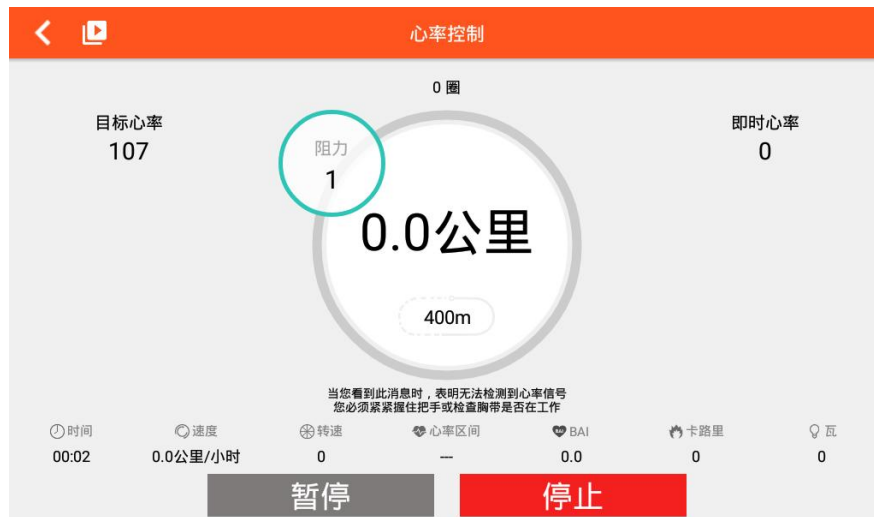 心率控制
0 圈
目标心率
107
阻力
1
即时心率
0
0.0公里
400m
当您看到此消息时，表明无法检测到心率信号
您必须紧紧握住把手或检查胸带是否在工作
时间 速度 转速 心率区间 BAI 卡路里 瓦
00:02 0.0公里/小时 0 --- 0.0 0 0
暂停 停止